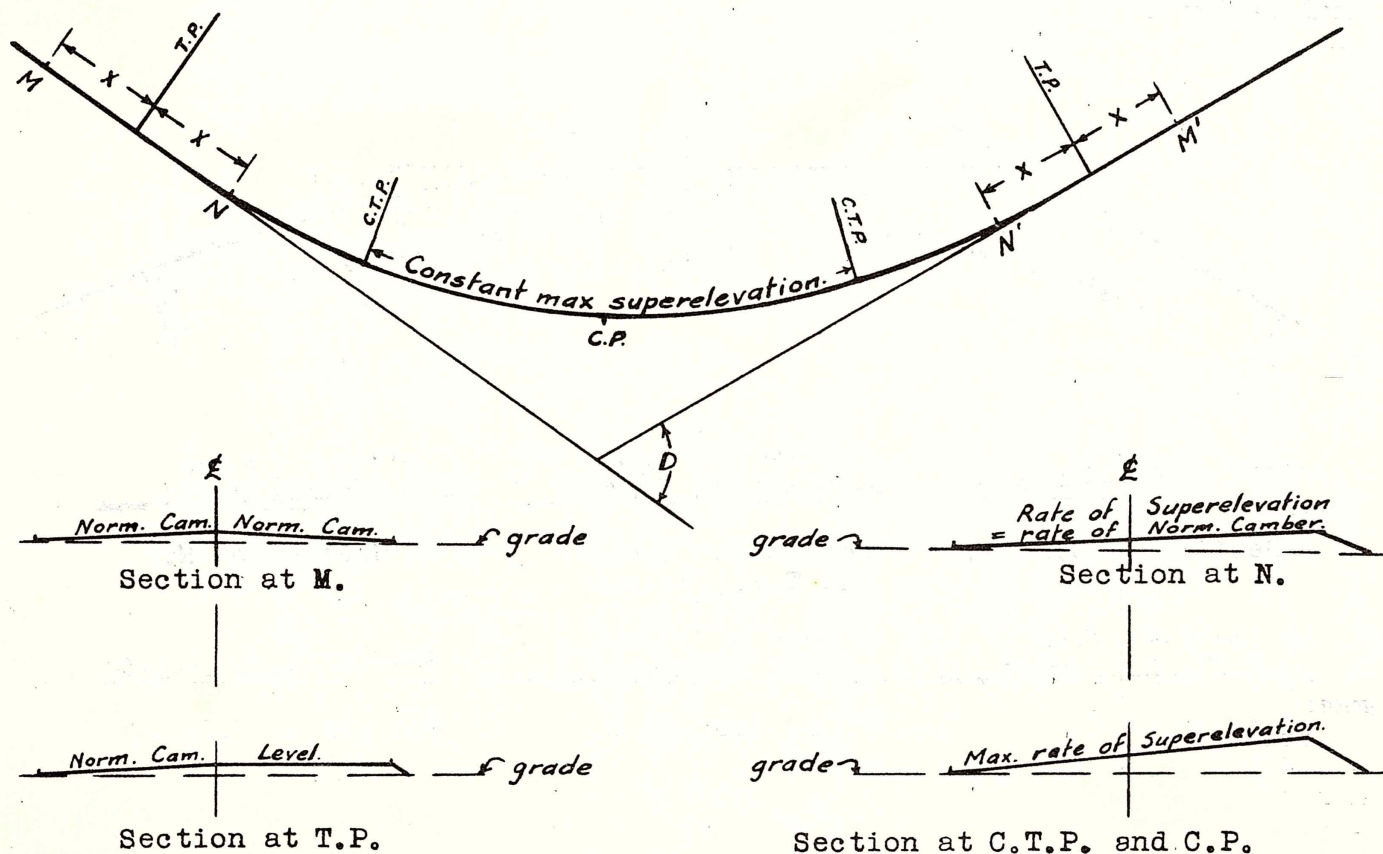 T.P.
X
X
M
N
C.T.P.
Constant max superelevation.
C.P.
C.T.P.
T.P.
X
X
M'
N'
D
℄
Norm. Cam. Norm. Cam.
grade
Section at M.
℄
Rate of Superelevation
= rate of Norm. Camber.
grade
Section at N.
Norm. Cam. Level.
grade
Section at T.P.
Max. rate of Superelevation.
grade
Section at C.T.P. and C.P.